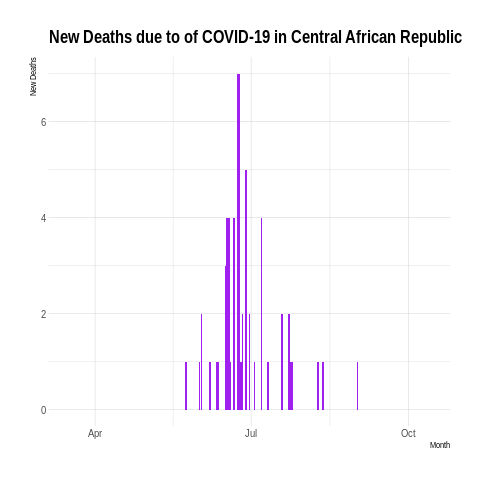 New Deaths due to of COVID-19 in Central African Republic
New Deaths
6
4
2
0
Apr
Jul
Oct
Month